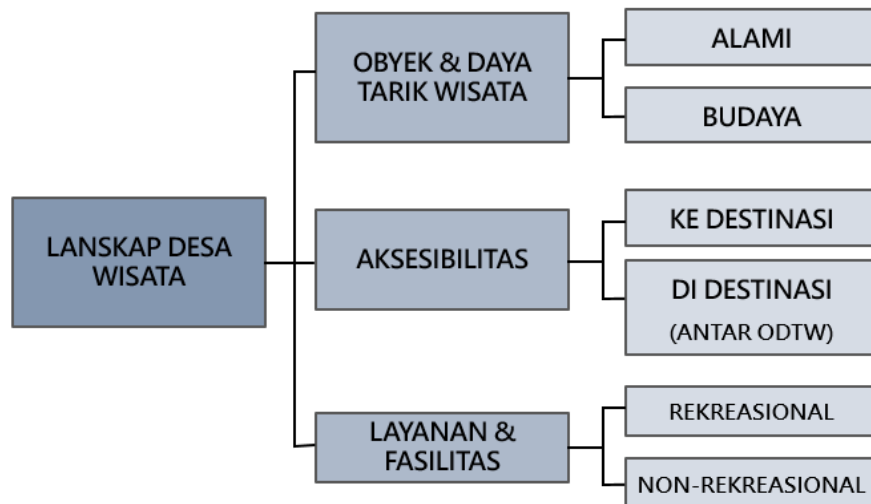 LANSKAP DESA
WISATA
OBYEK & DAYA
TARIK WISATA
ALAMI
BUDAYA
AKSESIBILITAS
KE DESTINASI
DI DESTINASI
(ANTAR ODTW)
LAYANAN &
FASILITAS
REKREASIONAL
NON-REKREASIONAL